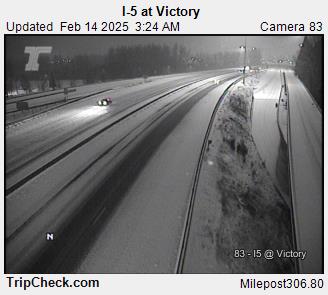 I-5 at Victory
Updated  Feb 14 2025  3:24 AM
Camera 83
T
N
83 - I5 @ Victory
TripCheck.com
Milepost306.80